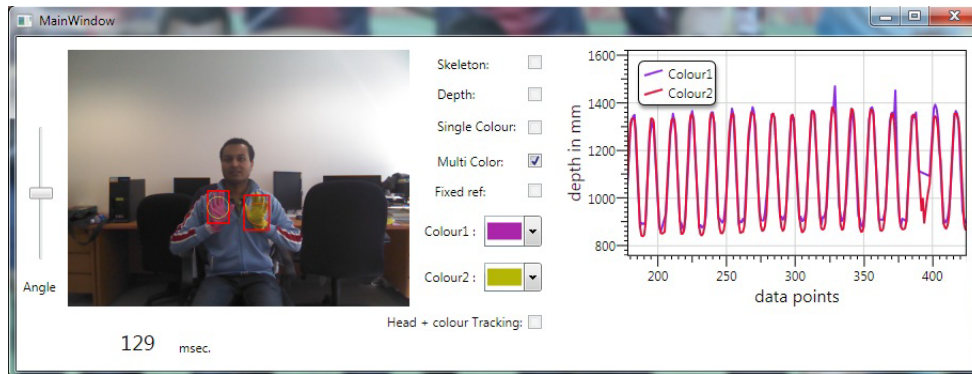 MainWindow
Skeleton:
Depth:
Single Colour:
Multi Color:
Fixed ref:
Colour1 :
Colour2 :
Head + colour Tracking:
Angle
129 msec.
1600
1400
1200
1000
800
depth in mm
Colour1
Colour2
200 250 300 350 400
data points